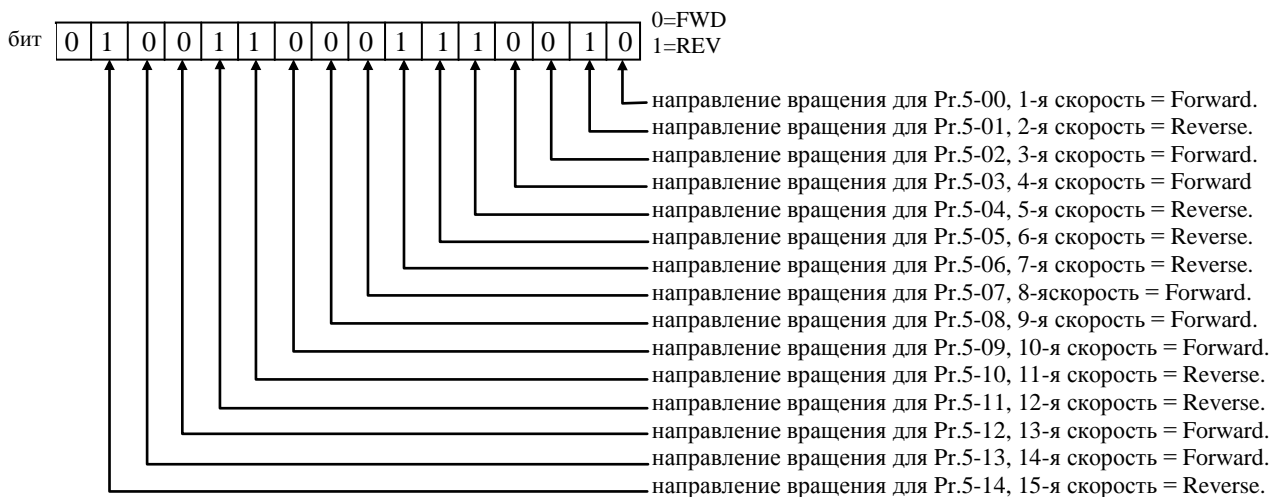 0=FWD
бит 0 1 0 0 1 1 0 0 0 1 1 1 0 0 1 0 1=REV
направление вращения для Pr.5-00, 1-я скорость = Forward.
направление вращения для Pr.5-01, 2-я скорость = Reverse.
направление вращения для Pr.5-02, 3-я скорость = Forward.
направление вращения для Pr.5-03, 4-я скорость = Forward
направление вращения для Pr.5-04, 5-я скорость = Reverse.
направление вращения для Pr.5-05, 6-я скорость = Reverse.
направление вращения для Pr.5-06, 7-я скорость = Reverse.
направление вращения для Pr.5-07, 8-яскорость = Forward.
направление вращения для Pr.5-08, 9-я скорость = Forward.
направление вращения для Pr.5-09, 10-я скорость = Forward.
направление вращения для Pr.5-10, 11-я скорость = Reverse.
направление вращения для Pr.5-11, 12-я скорость = Reverse.
направление вращения для Pr.5-12, 13-я скорость = Forward.
направление вращения для Pr.5-13, 14-я скорость = Forward.
направление вращения для Pr.5-14, 15-я скорость = Reverse.